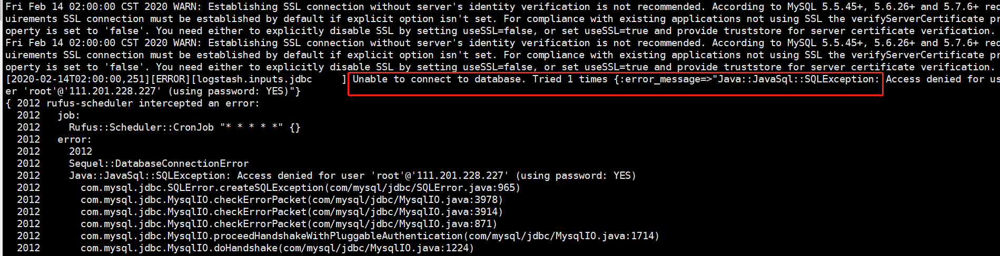 Fri Feb 14 02:00:00 CST 2020 WARN: Establishing SSL connection without server's identity verification is not recommended. According to MySQL 5.5.45+, 5.6.26+ and 5.7.6+ req
uirements SSL connection must be established by default if explicit option isn't set. For compliance with existing applications not using SSL the verifyServerCertificate pr
operty is set to 'false'. You need either to explicitly disable SSL by setting useSSL=false, or set useSSL=true and provide truststore for server certificate verification.
Fri Feb 14 02:00:00 CST 2020 WARN: Establishing SSL connection without server's identity verification is not recommended. According to MySQL 5.5.45+, 5.6.26+ and 5.7.6+ req
uirements SSL connection must be established by default if explicit option isn't set. For compliance with existing applications not using SSL the verifyServerCertificate pr
operty is set to 'false'. You need either to explicitly disable SSL by setting useSSL=false, or set useSSL=true and provide truststore for server certificate verification.
[2020-02-14T02:00:00,251][ERROR][logstash.inputs.jdbc     ] Unable to connect to database. Tried 1 times {:error_message=>"Java::JavaSql::SQLException: Access denied for us
er 'root'@'111.201.228.227' (using password: YES)"}
{ 2012 rufus-scheduler intercepted an error:
  2012   job:
  2012     Rufus::Scheduler::CronJob "* * * * *" {}
  2012   error:
  2012     2012
  2012     Sequel::DatabaseConnectionError
  2012     Java::JavaSql::SQLException: Access denied for user 'root'@'111.201.228.227' (using password: YES)
  2012       com.mysql.jdbc.SQLError.createSQLException(com/mysql/jdbc/SQLError.java:965)
  2012       com.mysql.jdbc.MysqlIO.checkErrorPacket(com/mysql/jdbc/MysqlIO.java:3978)
  2012       com.mysql.jdbc.MysqlIO.checkErrorPacket(com/mysql/jdbc/MysqlIO.java:3914)
  2012       com.mysql.jdbc.MysqlIO.checkErrorPacket(com/mysql/jdbc/MysqlIO.java:871)
  2012       com.mysql.jdbc.MysqlIO.proceedHandshakeWithPluggableAuthentication(com/mysql/jdbc/MysqlIO.java:1714)
  2012       com.mysql.jdbc.MysqlIO.doHandshake(com/mysql/jdbc/MysqlIO.java:1224)